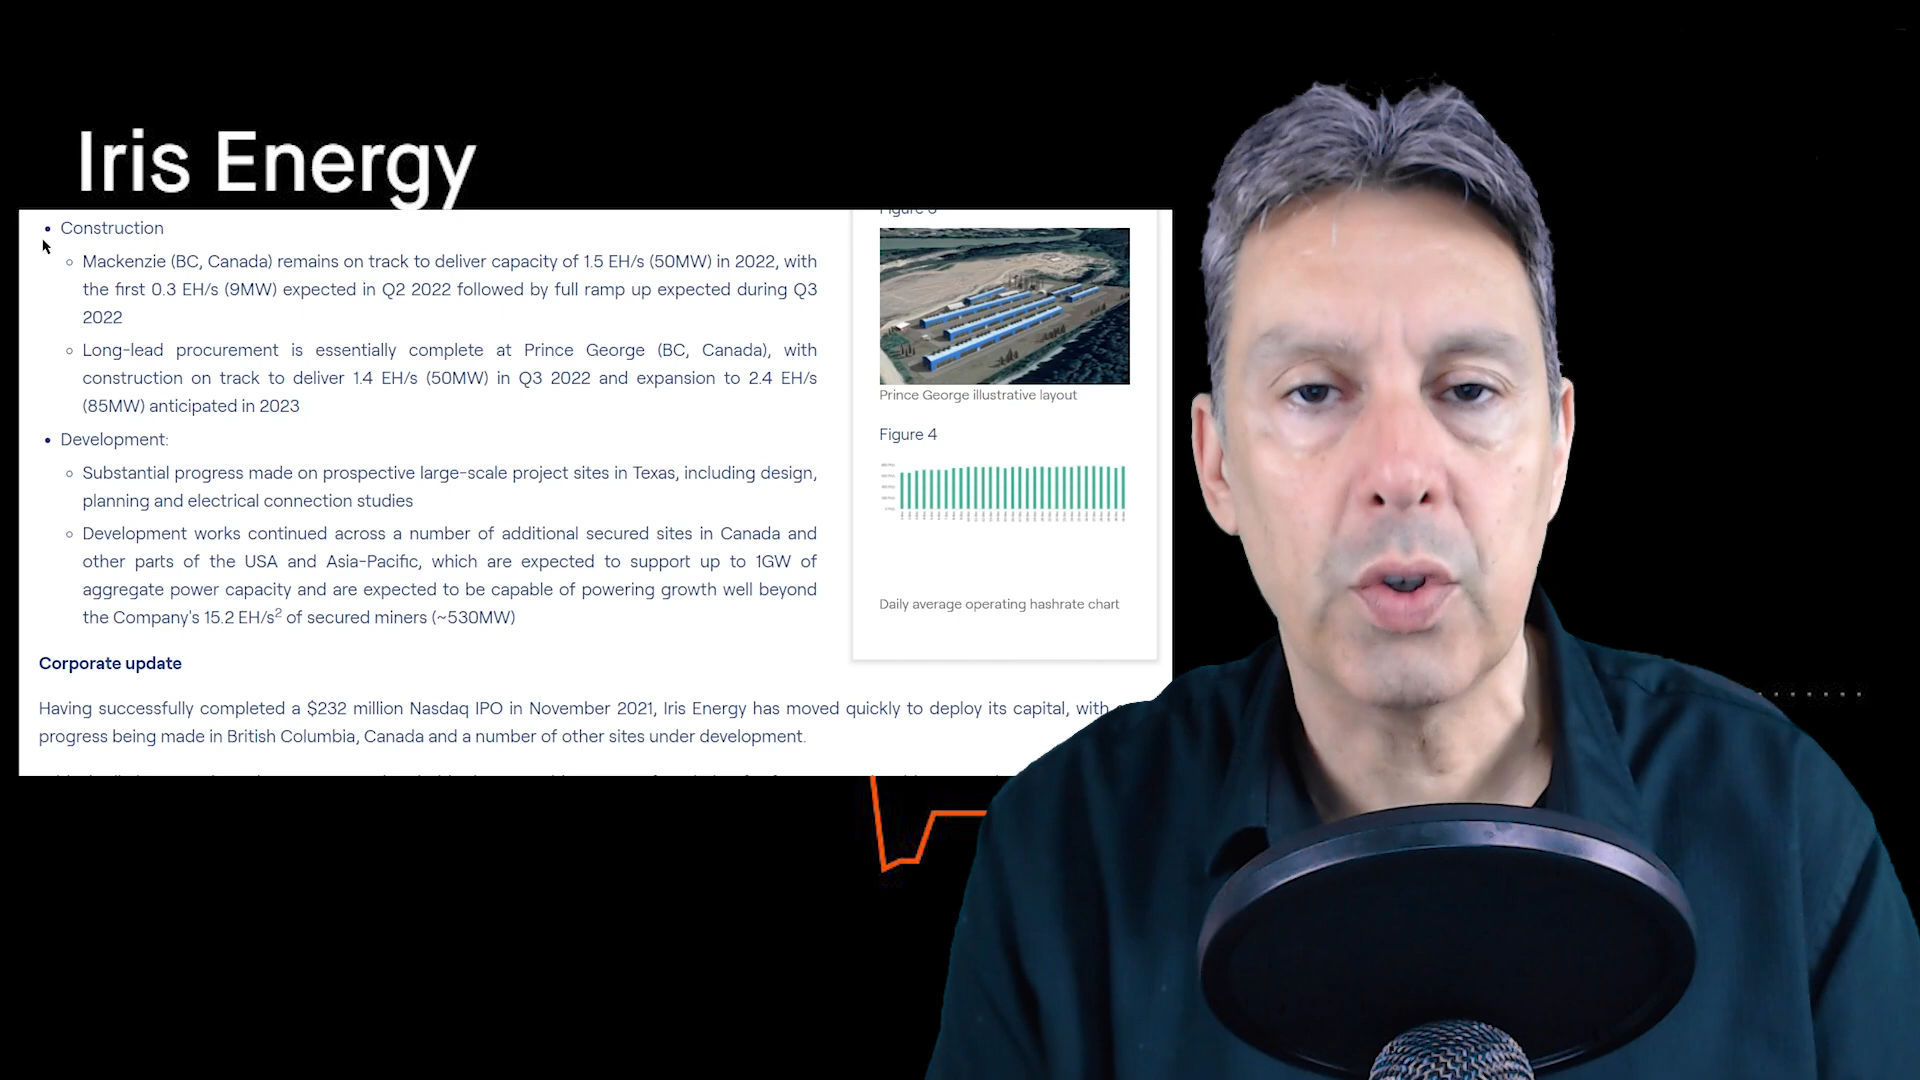 Iris Energy
Construction
Mackenzie (BC, Canada) remains on track to deliver capacity of 1.5 EH/s (50MW) in 2022, with
the first 0.3 EH/s (9MW) expected in Q2 2022 followed by full ramp up expected during Q3
2022
Long-lead procurement is essentially complete at Prince George (BC, Canada), with
construction on track to deliver 1.4 EH/s (50MW) in Q3 2022 and expansion to 2.4 EH/s
(85MW) anticipated in 2023
Development:
Substantial progress made on prospective large-scale project sites in Texas, including design,
planning and electrical connection studies
Development works continued across a number of additional secured sites in Canada and
other parts of the USA and Asia-Pacific, which are expected to support up to 1GW of
aggregate power capacity and are expected to be capable of powering growth well beyond
the Company's 15.2 EH/s² of secured miners (~530MW)
Corporate update
Having successfully completed a $232 million Nasdaq IPO in November 2021, Iris Energy has moved quickly to deploy its capital, with
progress being made in British Columbia, Canada and a number of other sites under development.
Figure
Prince George illustrative layout
Figure 4
Daily average operating hashrate chart